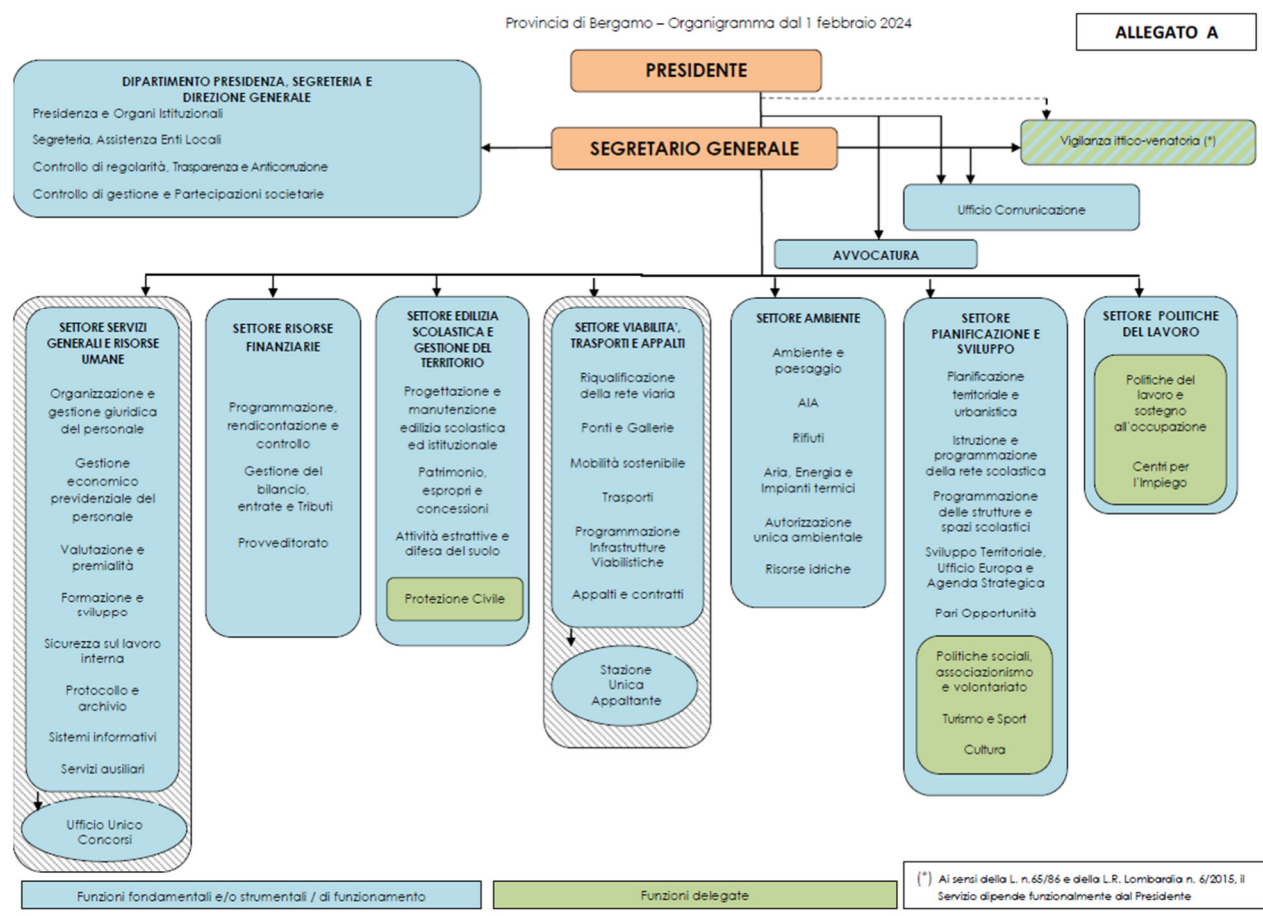 Provincia di Bergamo – Organigramma dal 1 febbraio 2024
ALLEGATO A
PRESIDENTE
SEGRETARIO GENERALE
DIPARTIMENTO PRESIDENZA, SEGRETERIA E
DIREZIONE GENERALE
Presidenza e Organi Istituzionali
Segreteria, Assistenza Enti Locali
Controllo di regolarità, Trasparenza e Anticorruzione
Controllo di gestione e Partecipazioni societarie
Vigilanza ittico-venatoria (*)
Ufficio Comunicazione
AVVOCATURA
SETTORE SERVIZI
GENERALI E RISORSE
UMANE
Organizzazione e
gestione giuridica
del personale
Gestione
economico
previdenziale del
personale
Valutazione e
premialità
Formazione e
sviluppo
Sicurezza sul lavoro
interna
Protocollo e
archivio
Sistemi informativi
Servizi ausiliari
Ufficio Unico
Concorsi
SETTORE RISORSE
FINANZIARIE
Programmazione,
rendicontazione e
controllo
Gestione del
bilancio,
entrate e Tributi
Provveditorato
SETTORE EDILIZIA
SCOLASTICA E
GESTIONE DEL
TERRITORIO
Progettazione e
manutenzione
edilizia scolastica
ed istituzionale
Patrimonio,
espropri e
concessioni
Attività estrattive e
difesa del suolo
Protezione Civile
SETTORE VIABILITA',
TRASPORTI E APPALTI
Riqualificazione
della rete viaria
Ponti e Gallerie
Mobilità sostenibile
Trasporti
Programmazione
Infrastrutture
Viabilistiche
Appalti e contratti
Stazione
Unica
Appaltante
SETTORE AMBIENTE
Ambiente e
paesaggio
AIA
Rifiuti
Aria, Energia e
Impianti termici
Autorizzazione
unica ambientale
Risorse idriche
SETTORE
PIANIFICAZIONE E
SVILUPPO
Pianificazione
territoriale e
urbanistica
Istruzione e
programmazione
della rete scolastica
Programmazione
delle strutture e
spazi scolastici
Sviluppo Territoriale,
Ufficio Europa e
Agenda Strategica
Pari Opportunità
Politiche sociali,
associazionismo
e volontariato
Turismo e Sport
Cultura
SETTORE POLITICHE
DEL LAVORO
Politiche del
lavoro e
sostegno
all'occupazione
Centri per
l'Impiego
Funzioni fondamentali e/o strumentali / di funzionamento
Funzioni delegate
(*) Ai sensi della L. n.65/86 e della L.R. Lombardia n. 6/2015, il
Servizio dipende funzionalmente dal Presidente